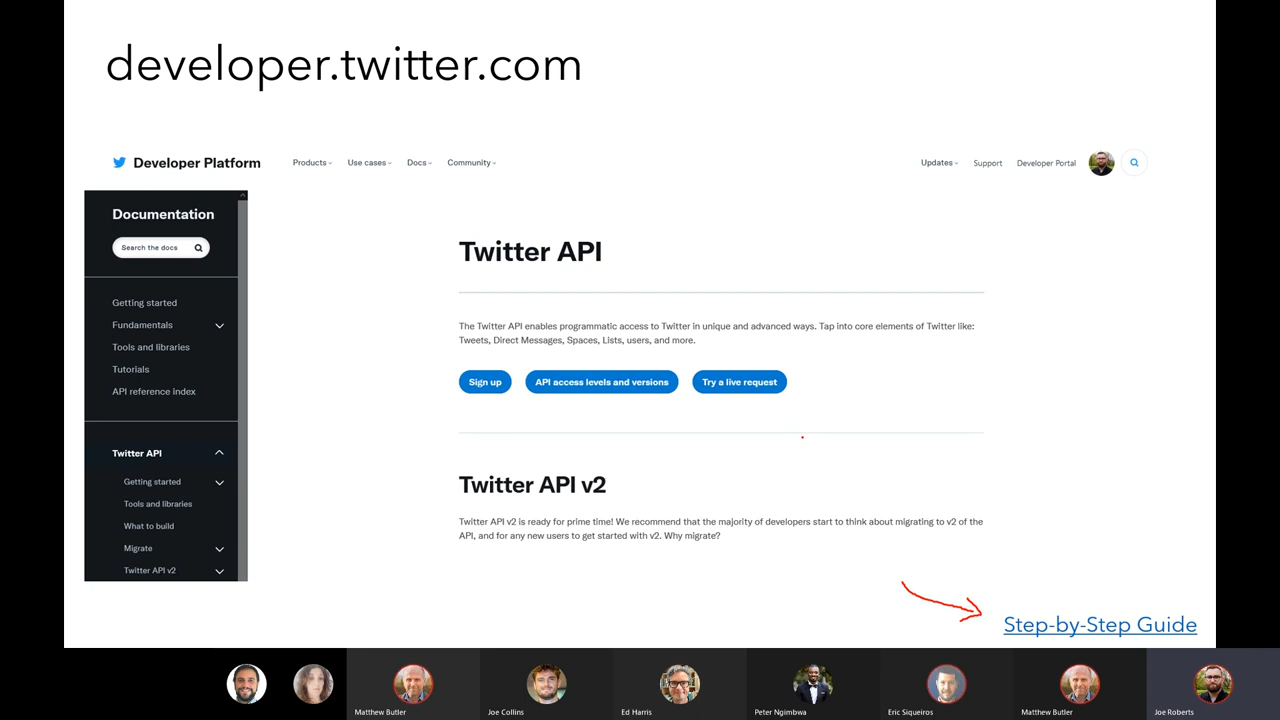 developer.twitter.com
Developer Platform
Products
Use cases
Docs
Community
Updates
Support
Developer Portal
Documentation
Search the docs
Getting started
Fundamentals
Tools and libraries
Tutorials
API reference index
Twitter API
Getting started
Tools and libraries
What to build
Migrate
Twitter API v2
Twitter API
The Twitter API enables programmatic access to Twitter in unique and advanced ways. Tap into core elements of Twitter like:
Tweets, Direct Messages, Spaces, Lists, users, and more.
Sign up
API access levels and versions
Try a live request
Twitter API v2
Twitter API v2 is ready for prime time! We recommend that the majority of developers start to think about migrating to v2 of the
API, and for any new users to get started with v2. Why migrate?
Step-by-Step Guide
Matthew Butler
Joe Collins
Ed Harris
Peter Ngimbwa
Eric Siqueiros
Matthew Butler
Joe Roberts